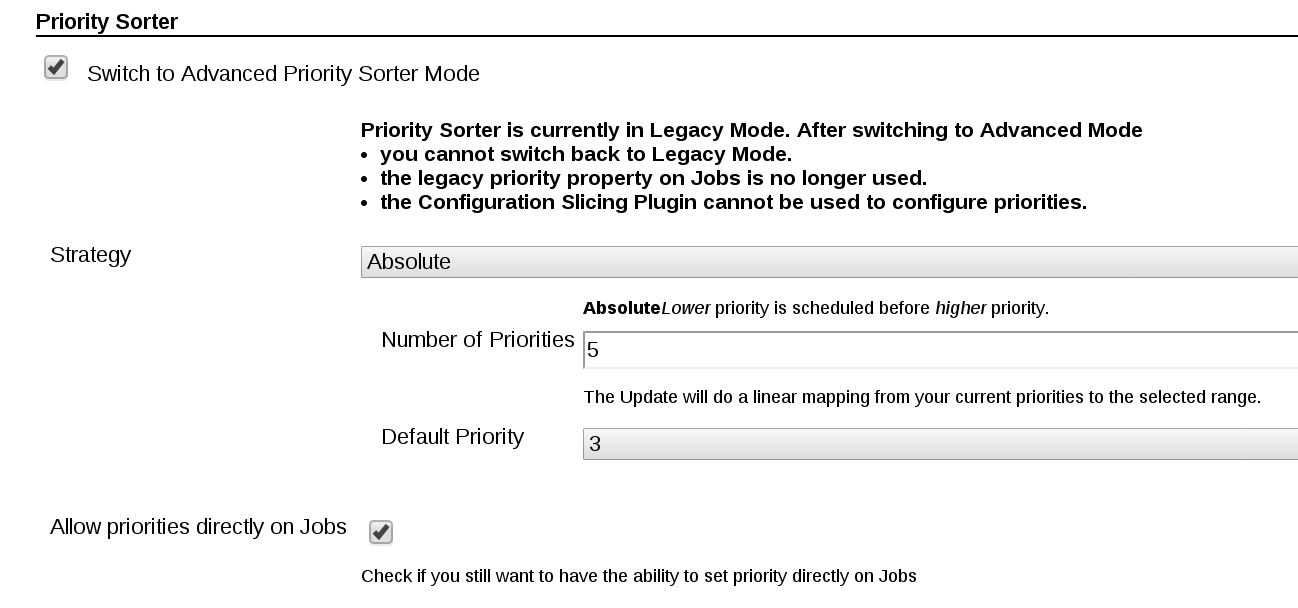 Priority Sorter
Switch to Advanced Priority Sorter Mode
Priority Sorter is currently in Legacy Mode. After switching to Advanced Mode
• you cannot switch back to Legacy Mode.
• the legacy priority property on Jobs is no longer used.
• the Configuration Slicing Plugin cannot be used to configure priorities.
Strategy
Absolute
AbsoluteLower priority is scheduled before higher priority.
Number of Priorities
5
The Update will do a linear mapping from your current priorities to the selected range.
Default Priority
3
Allow priorities directly on Jobs
Check if you still want to have the ability to set priority directly on Jobs